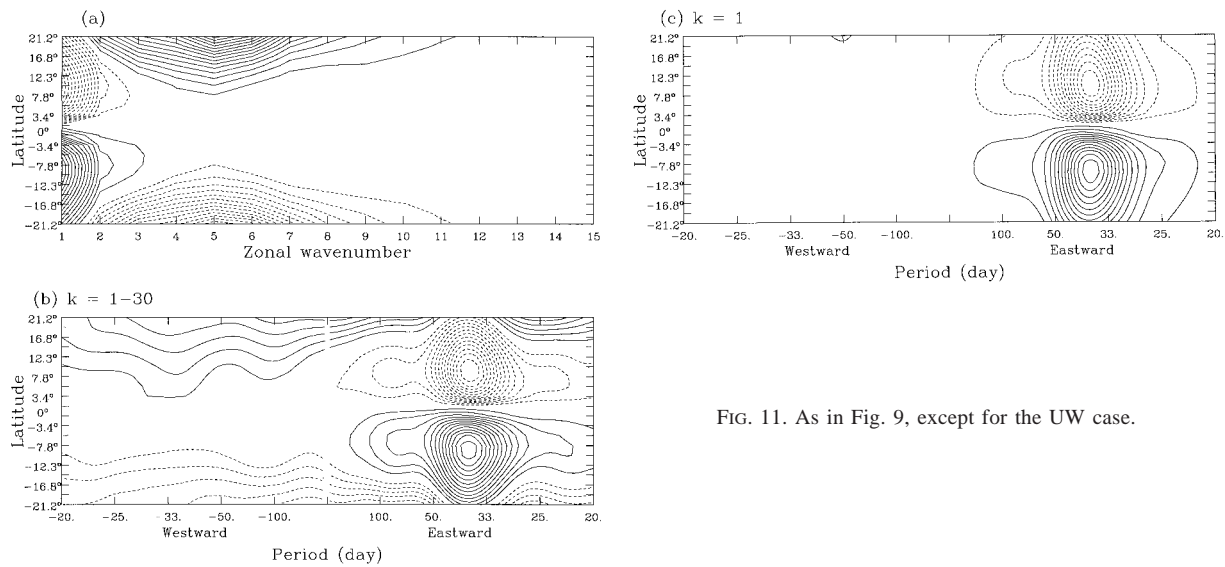 (a)
21.2°
16.8°
12.3°
7.8°
3.4°
0°
-3.4°
-7.8°
-12.3°
-16.8°
-21.2°
Latitude
1 2 3 4 5 6 7 8 9 10 11 12 13 14 15
Zonal wavenumber
(b) k = 1-30
21.2°
16.8°
12.3°
7.8°
3.4°
0°
-3.4°
-7.8°
-12.3°
-16.8°
-21.2°
Latitude
-20. -25. -33. -50. -100. 100. 50. 33. 25. 20.
Westward Eastward
Period (day)
(c) k = 1
21.2°
16.8°
12.3°
7.8°
3.4°
0°
-3.4°
-7.8°
-12.3°
-16.8°
-21.2°
Latitude
-20. -25. -33. -50. -100. 100. 50. 33. 25. 20.
Westward Eastward
Period (day)
FIG. 11. As in Fig. 9, except for the UW case.